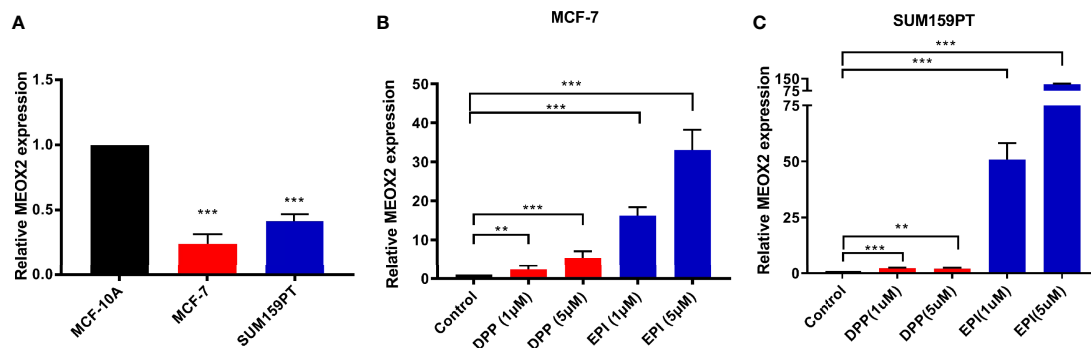 A
Relative MEOX2 expression
1.5
1.0
0.5
0.0
***
***
MCF-10A
MCF-7
SUM159PT
B
MCF-7
Relative MEOX2 expression
50
40
30
20
10
0
***
***
***
**
Control
DPP (1μM)
DPP (5μM)
EPI (1μM)
EPI (5μM)
C
SUM159PT
Relative MEOX2 expression
150
75
75
50
25
0
***
***
**
***
Control
DPP(1uM)
DPP(5uM)
EPI(1uM)
EPI(5uM)